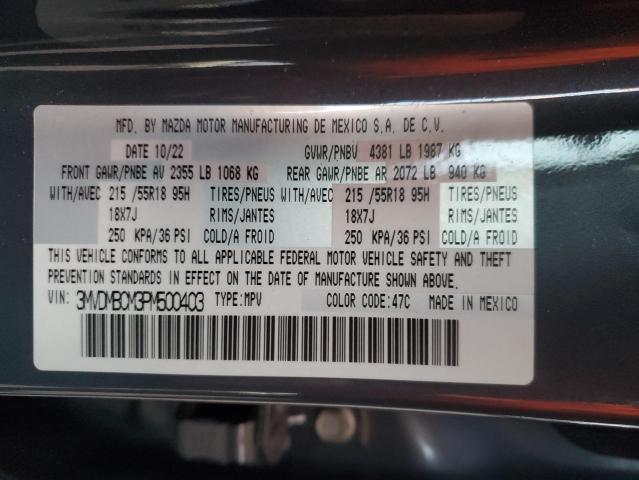 MFD. BY MAZDA MOTOR MANUFACTURING DE MEXICO S.A. DE C.V.
DATE 10/22 GVWR/PNBV 4381 LB 1987 KG
FRONT GAWR/PNBE AV 2355 LB 1068 KG REAR GAWR/PNBE AR 2072 LB 940 KG
WITH/AVEC 215 /55R18 95H TIRES/PNEUS WITH/AVEC 215 /55R18 95H TIRES/PNEUS
18X7J RIMS/JANTES 18X7J RIMS/JANTES
250 KPA/36 PSI COLD/A FROID 250 KPA/36 PSI COLD/A FROID
THIS VEHICLE CONFORMS TO ALL APPLICABLE FEDERAL MOTOR VEHICLE SAFETY AND THEFT
PREVENTION STANDARDS IN EFFECT ON THE DATE OF MANUFACTURE SHOWN ABOVE.
VIN: 3MVDMBCM3PM500403 TYPE:MPV COLOR CODE:47C MADE IN MEXICO